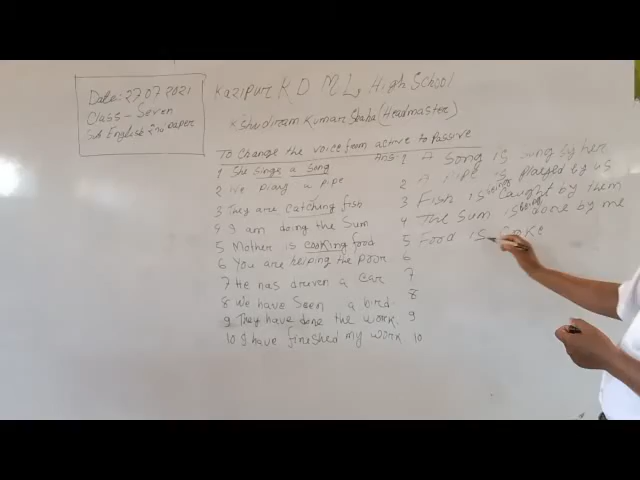 Date: 27.07.2021
Class - Seven
Sub English 2nd Paper
Kazipur K D M L High School
Kshudiram Kumar Shaha (Headmaster)
To Change the voice from active to Passive
1 She sings a song
2 We play a pipe
3 They are catching fish
4 I am doing the Sum
5 Mother is cooking food
6 You are helping the poor
7 He has driven a car
8 We have seen a bird.
9 They have done the work.
10 I have finished my work
Ans: 1 A song is sung by her
2 A Pipe is played by us
3 Fish is being caught by them
4 The Sum is being done by me
5 Food is Cooke
6
7
8
9
10